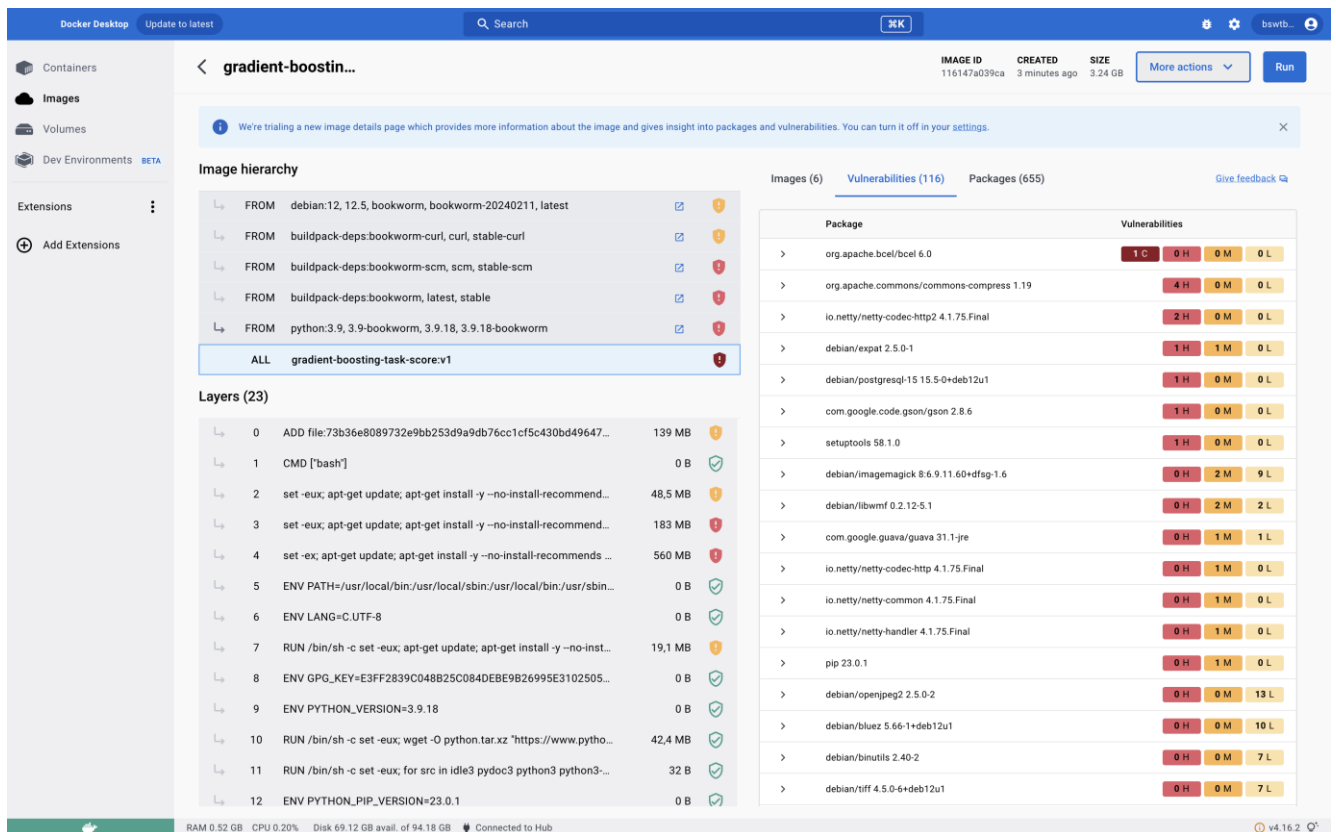 Docker Desktop Update to latest Search ⌘K bswtb...
Containers
Images
Volumes
Dev Environments BETA
Extensions
Add Extensions
gradient-boostin...
IMAGE ID CREATED SIZE
116147a039ca 3 minutes ago 3.24 GB
More actions Run
We're trialing a new image details page which provides more information about the image and gives insight into packages and vulnerabilities. You can turn it off in your settings.
Image hierarchy
FROM debian:12, 12.5, bookworm, bookworm-20240211, latest
FROM buildpack-deps:bookworm-curl, curl, stable-curl
FROM buildpack-deps:bookworm-scm, scm, stable-scm
FROM buildpack-deps:bookworm, latest, stable
FROM python:3.9, 3.9-bookworm, 3.9.18, 3.9.18-bookworm
ALL gradient-boosting-task-score:v1
Layers (23)
0 ADD file:73b36e8089732e9bb253d9a9db76cc1cf5c430bd49647... 139 MB
1 CMD ["bash"] 0 B
2 set -eux; apt-get update; apt-get install -y --no-install-recommend... 48,5 MB
3 set -eux; apt-get update; apt-get install -y --no-install-recommend... 183 MB
4 set -ex; apt-get update; apt-get install -y --no-install-recommends ... 560 MB
5 ENV PATH=/usr/local/bin:/usr/local/sbin:/usr/local/bin:/usr/sbin... 0 B
6 ENV LANG=C.UTF-8 0 B
7 RUN /bin/sh -c set -eux; apt-get update; apt-get install -y --no-inst... 19,1 MB
8 ENV GPG_KEY=E3FF2839C048B25C084DEBE9B26995E3102505... 0 B
9 ENV PYTHON_VERSION=3.9.18 0 B
10 RUN /bin/sh -c set -eux; wget -O python.tar.xz "https://www.pytho... 42,4 MB
11 RUN /bin/sh -c set -eux; for src in idle3 pydoc3 python3 python3-... 32 B
12 ENV PYTHON_PIP_VERSION=23.0.1 0 B
Images (6) Vulnerabilities (116) Packages (655) Give feedback
Package Vulnerabilities
org.apache.bcel/bcel 6.0 1 C 0 H 0 M 0 L
org.apache.commons/commons-compress 1.19 4 H 0 M 0 L
io.netty/netty-codec-http2 4.1.75.Final 2 H 0 M 0 L
debian/expat 2.5.0-1 1 H 1 M 0 L
debian/postgresql-15 15.5-0+deb12u1 1 H 0 M 0 L
com.google.code.gson/gson 2.8.6 1 H 0 M 0 L
setuptools 58.1.0 1 H 0 M 0 L
debian/imagemagick 8:6.9.11.60+dfsg-1.6 0 H 2 M 9 L
debian/libwmf 0.2.12-5.1 0 H 2 M 2 L
com.google.guava/guava 31.1-jre 0 H 1 M 1 L
io.netty/netty-codec-http 4.1.75.Final 0 H 1 M 0 L
io.netty/netty-common 4.1.75.Final 0 H 1 M 0 L
io.netty/netty-handler 4.1.75.Final 0 H 1 M 0 L
pip 23.0.1 0 H 1 M 0 L
debian/openjpeg2 2.5.0-2 0 H 0 M 13 L
debian/bluez 5.66-1+deb12u1 0 H 0 M 10 L
debian/binutils 2.40-2 0 H 0 M 7 L
debian/tiff 4.5.0-6+deb12u1 0 H 0 M 7 L
RAM 0.52 GB CPU 0.20% Disk 69.12 GB avail. of 94.18 GB Connected to Hub v4.16.2